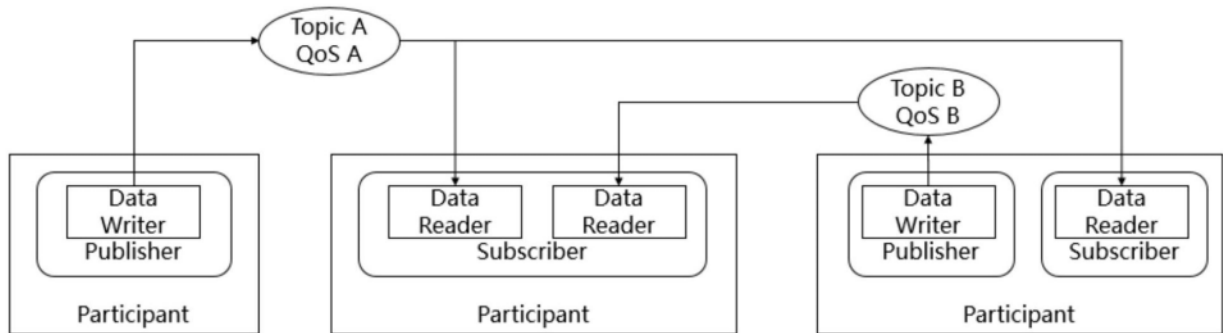 Topic A
QoS A
Topic B
QoS B
Data
Writer
Publisher
Participant
Data
Reader
Data
Reader
Subscriber
Participant
Data
Writer
Publisher
Data
Reader
Subscriber
Participant